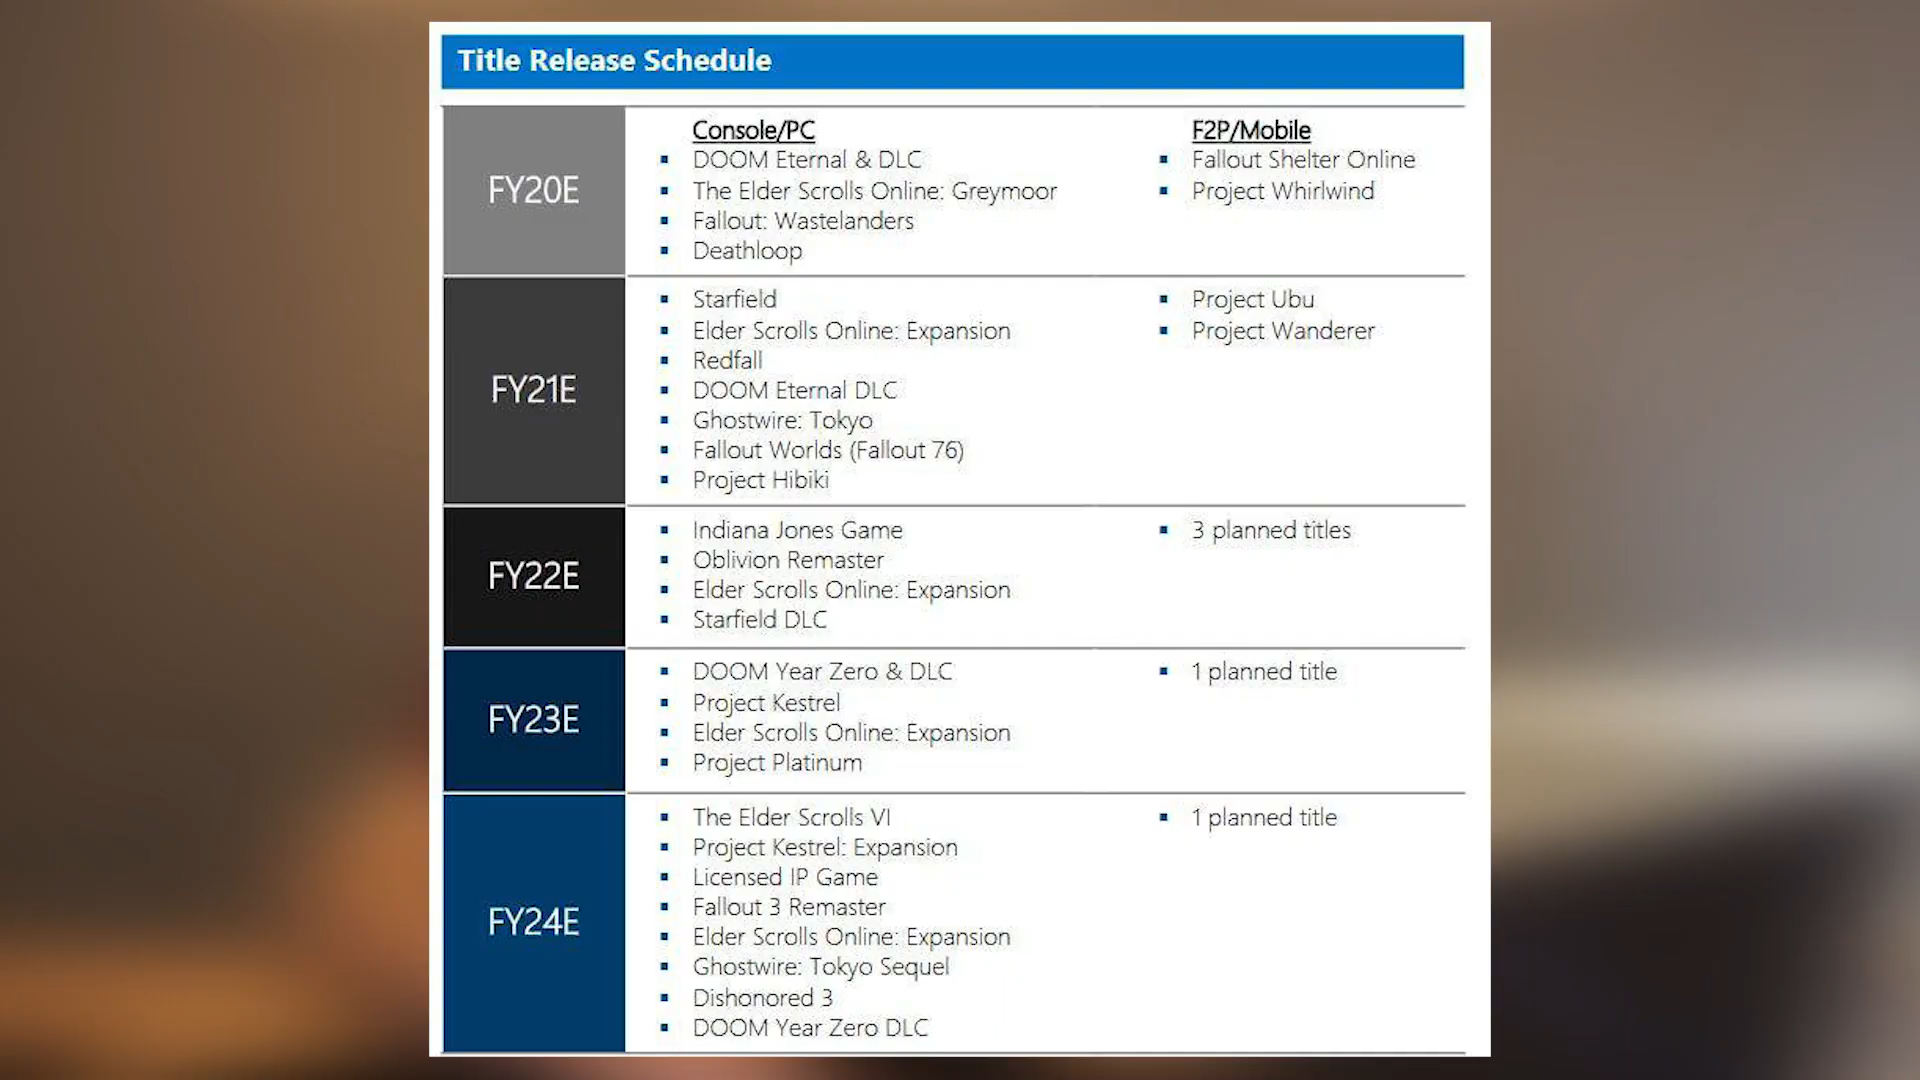 Title Release Schedule
Console/PC
F2P/Mobile
FY20E
DOOM Eternal & DLC
The Elder Scrolls Online: Greymoor
Fallout: Wastelanders
Deathloop
Fallout Shelter Online
Project Whirlwind
FY21E
Starfield
Elder Scrolls Online: Expansion
Redfall
DOOM Eternal DLC
Ghostwire: Tokyo
Fallout Worlds (Fallout 76)
Project Hibiki
Project Ubu
Project Wanderer
FY22E
Indiana Jones Game
Oblivion Remaster
Elder Scrolls Online: Expansion
Starfield DLC
3 planned titles
FY23E
DOOM Year Zero & DLC
Project Kestrel
Elder Scrolls Online: Expansion
Project Platinum
1 planned title
FY24E
The Elder Scrolls VI
Project Kestrel: Expansion
Licensed IP Game
Fallout 3 Remaster
Elder Scrolls Online: Expansion
Ghostwire: Tokyo Sequel
Dishonored 3
DOOM Year Zero DLC
1 planned title